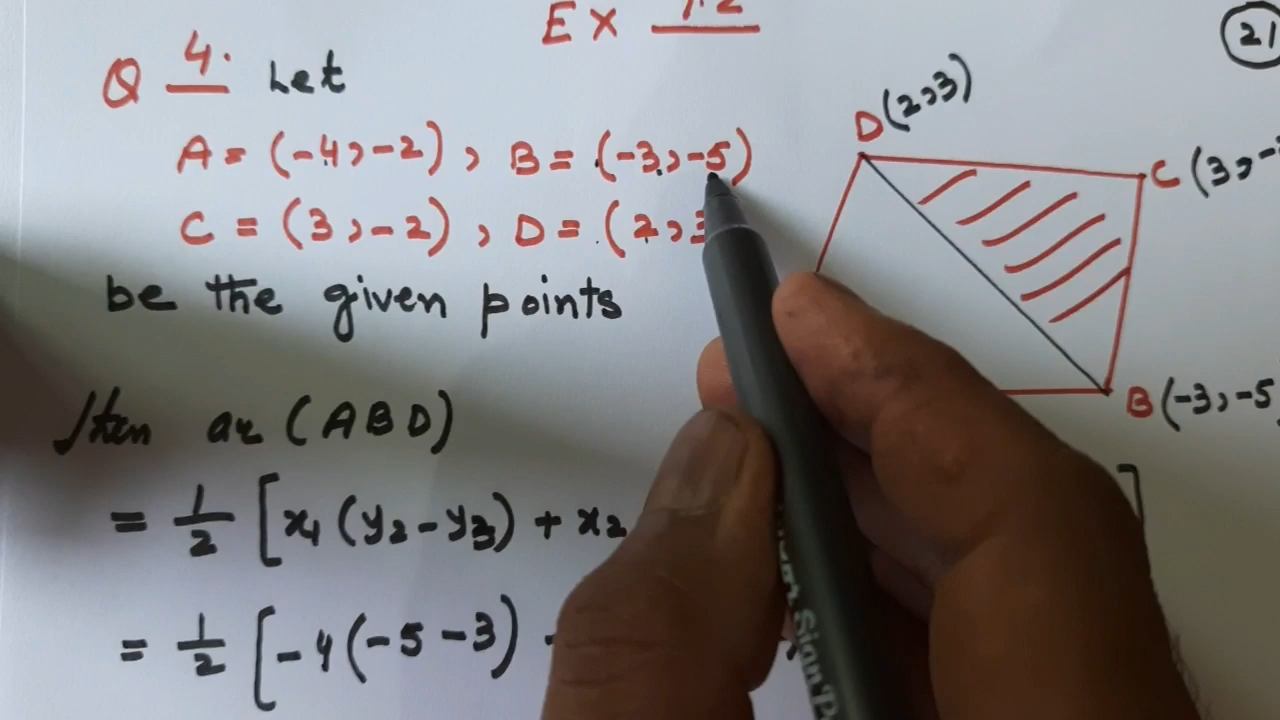 Ex 7.2
21
Q 4. Let
A = (-4, -2), B = (-3, -5)
C = (3, -2), D = (2,
be the given points
Then ar (ABD)
= 1/2 [x₁ (y₂ - y₃) + x₂
= 1/2 [-4 (-5 - 3)
D (2, 3)
C (3, -
B (-3, -5